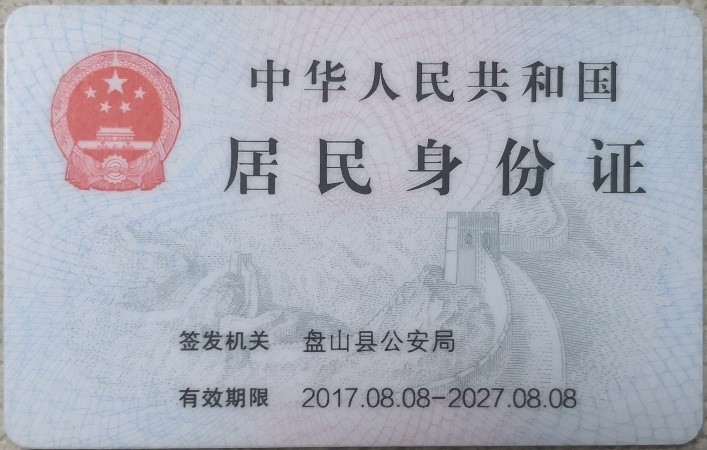 中华人民共和国
居民身份证
签发机关 盘山县公安局
有效期限 2017.08.08-2027.08.08